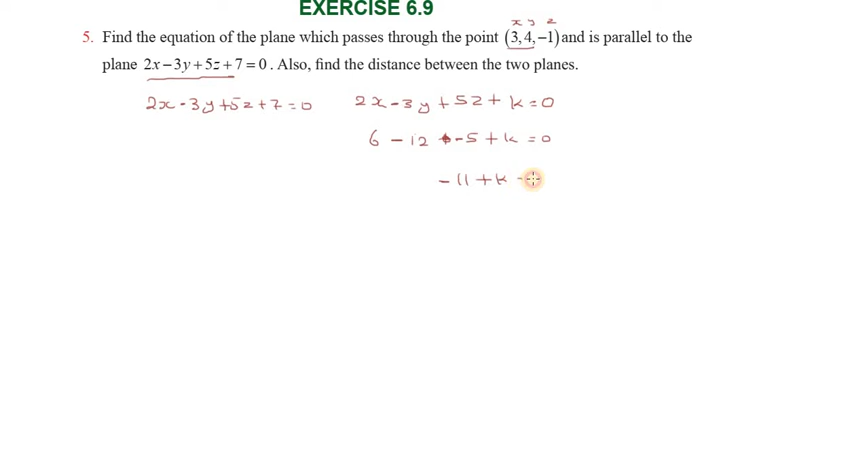 EXERCISE 6.9
x y z
5. Find the equation of the plane which passes through the point (3, 4, −1) and is parallel to the
plane 2x − 3y + 5z + 7 = 0. Also, find the distance between the two planes.
2x - 3y + 5z + 7 = 0 2x - 3y + 5z + k = 0
6 - 12 - 5 + k = 0
- 11 + k -